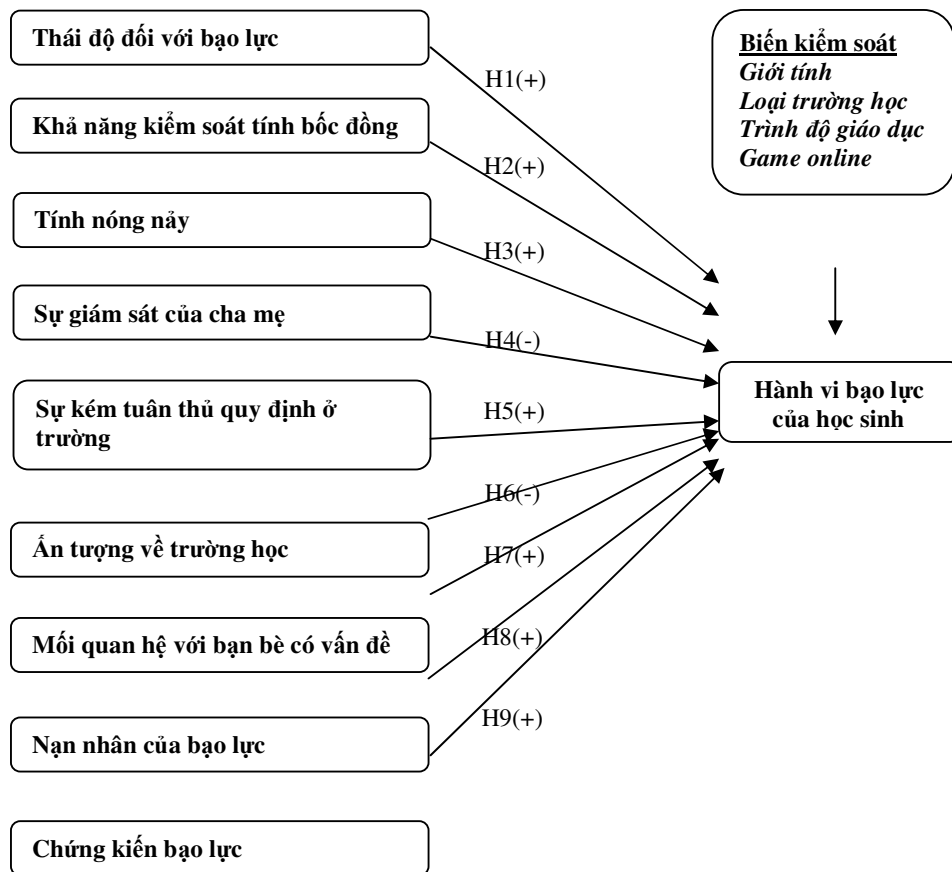 Thái độ đối với bạo lực
Khả năng kiểm soát tính bốc đồng
Tính nóng nảy
Sự giám sát của cha mẹ
Sự kém tuân thủ quy định ở
trường
Ấn tượng về trường học
Mối quan hệ với bạn bè có vấn đề
Nạn nhân của bạo lực
Chứng kiến bạo lực
H1(+)
H2(+)
H3(+)
H4(-)
H5(+)
H6(-)
H7(+)
H8(+)
H9(+)
Biến kiểm soát
Giới tính
Loại trường học
Trình độ giáo dục
Game online
Hành vi bạo lực
của học sinh